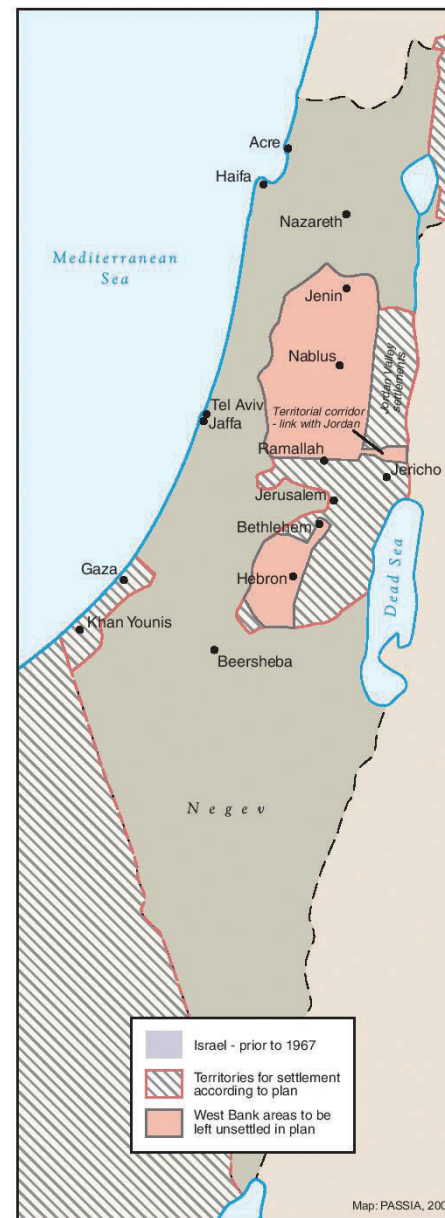 Acre
Haifa
Nazareth
Mediterranean
Sea
Jenin
Nablus
Jordan Valley
settlements
Territorial corridor
- link with Jordan
Tel Aviv
Jaffa
Ramallah
Jericho
Jerusalem
Bethlehem
Gaza
Hebron
Dead Sea
Khan Younis
Beersheba
Negev
Israel - prior to 1967
Territories for settlement
according to plan
West Bank areas to be
left unsettled in plan
Map: PASSIA, 200